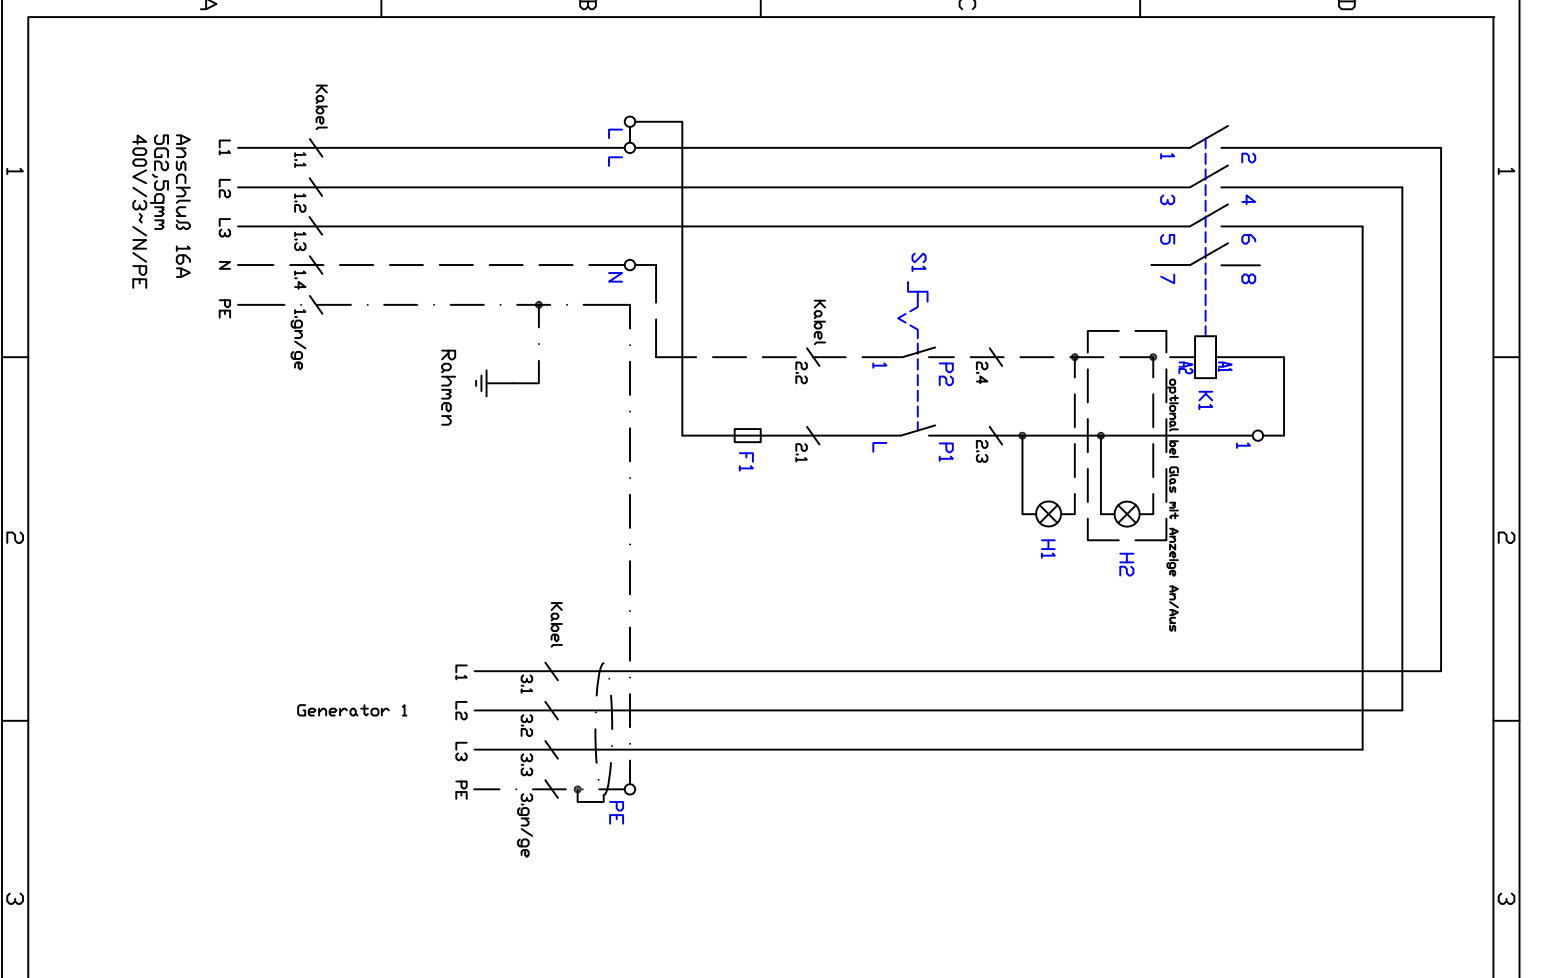 A
B
C
D
1
2
3
1
2
3
Anschluß 16A
5G2,5qmm
400V/3~/N/PE
L1
L2
L3
N
PE
Kabel
1.1
1.2
1.3
1.4
1.gn/ge
Rahmen
L
L
N
1
2
3
4
5
6
7
8
A1
A2
K1
S1
Kabel
2.2
1
P2
2.4
F1
2.1
L
P1
2.3
1
H1
H2
optional bei Glas mit Anzeige An/Aus
Kabel
L1
L2
L3
PE
3.1
3.2
3.3
3.gn/ge
PE
Generator 1